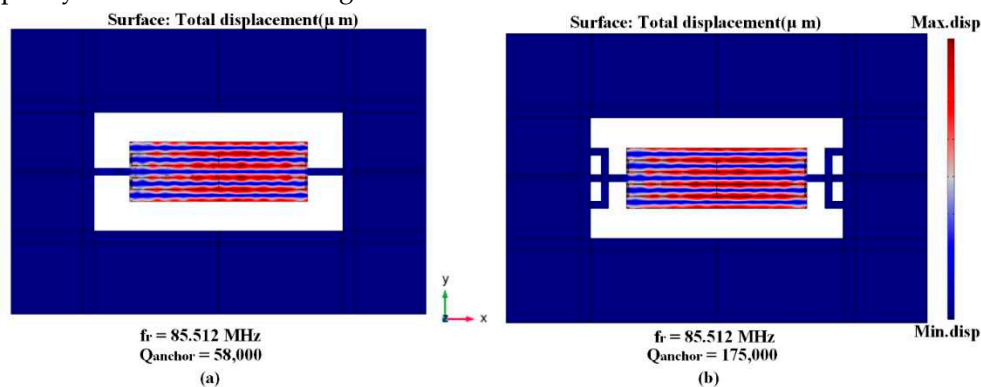 Surface: Total displacement(μ m)
Surface: Total displacement(μ m)
Max.disp
y
z
x
Min.disp
fr = 85.512 MHz
Qanchor = 58,000
(a)
fr = 85.512 MHz
Qanchor = 175,000
(b)